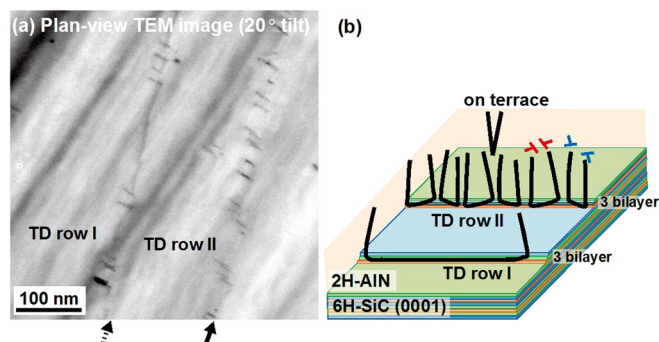 (a) Plan-view TEM image (20° tilt)
TD row I
TD row II
100 nm
(b)
on terrace
3 bilayer
TD row II
3 bilayer
TD row I
2H-AlN
6H-SiC (0001)